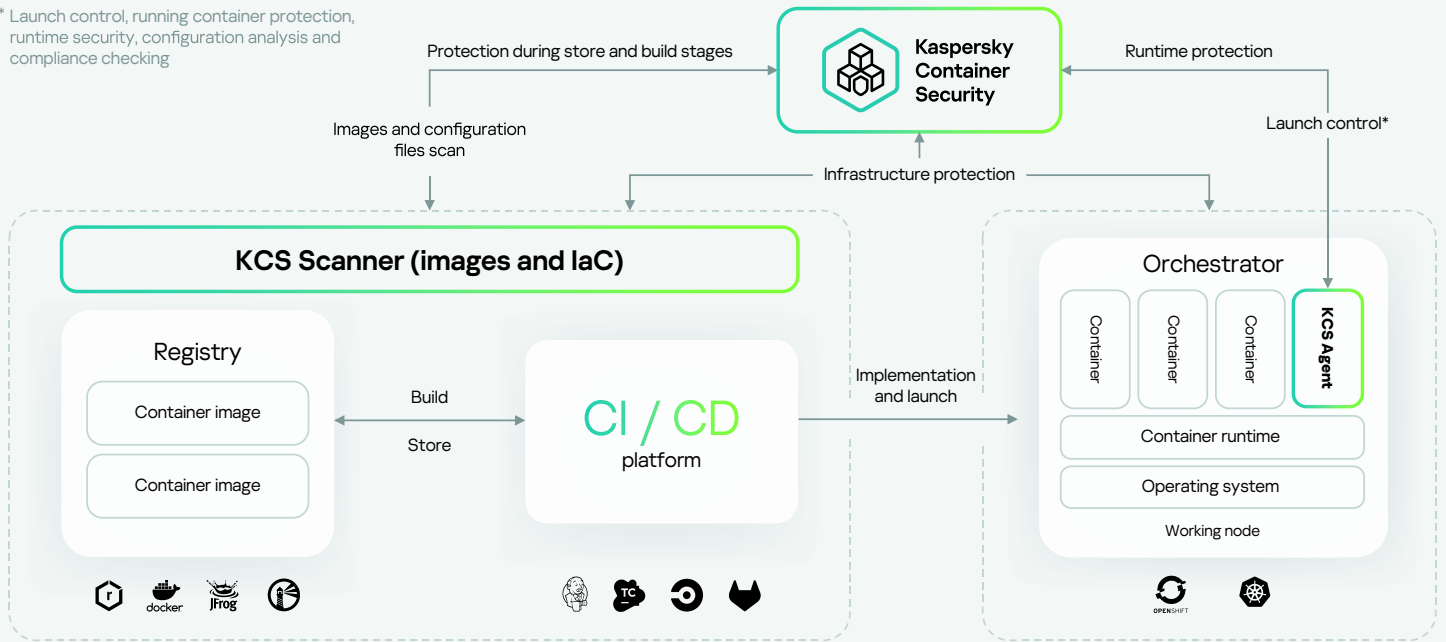 * Launch control, running container protection,
runtime security, configuration analysis and
compliance checking
Protection during store and build stages
Kaspersky
Container
Security
Runtime protection
Images and configuration
files scan
Launch control*
Infrastructure protection
KCS Scanner (images and IaC)
Registry
Container image
Container image
Build
Store
CI / CD
platform
Implementation
and launch
Orchestrator
Container
Container
Container
KCS Agent
Container runtime
Operating system
Working node
r
docker
JFrog
TC
OPENSHIFT